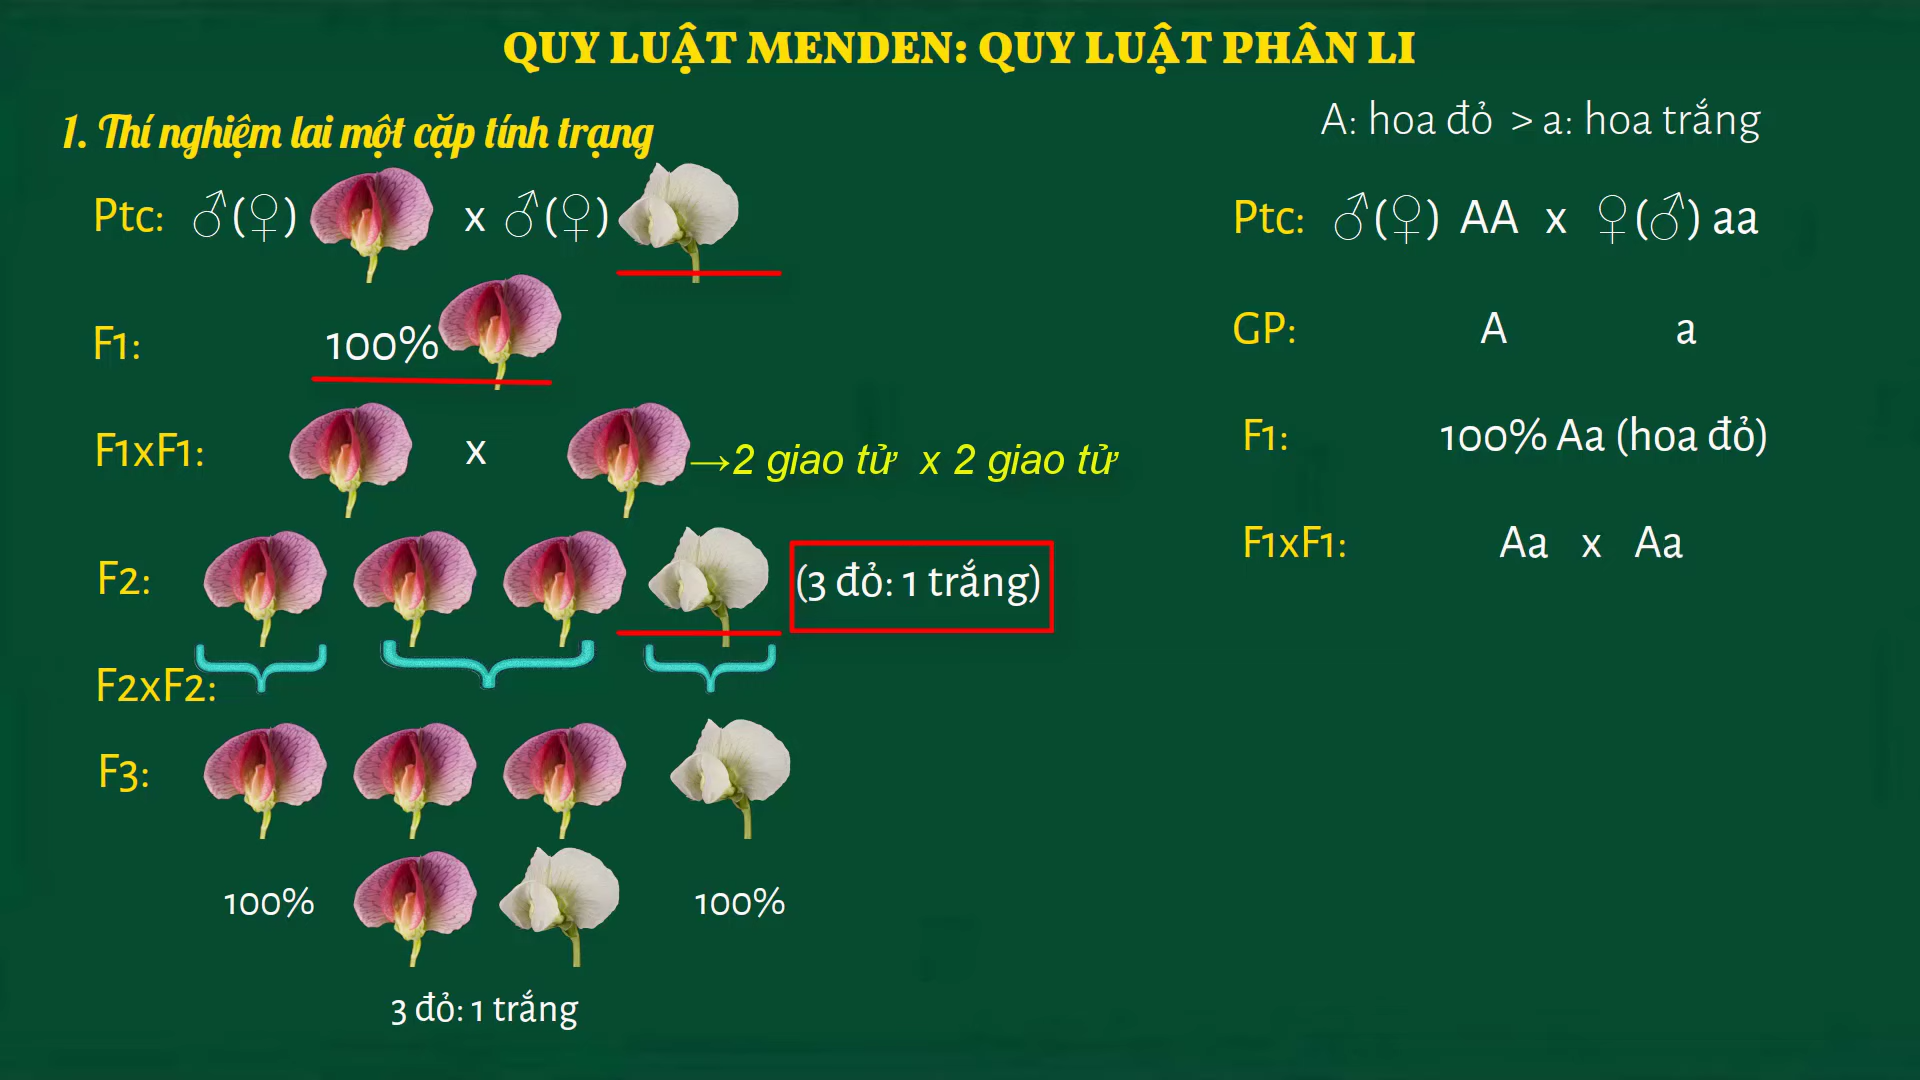 QUY LUẬT MENDEN: QUY LUẬT PHÂN LI
1. Thí nghiệm lai một cặp tính trạng
Ptc: ♂(♀) x ♂(♀)
F1: 100%
F1xF1: x →2 giao tử x 2 giao tử
F2: (3 đỏ: 1 trắng)
F2xF2:
F3:
100% 100%
3 đỏ: 1 trắng
A: hoa đỏ > a: hoa trắng
Ptc: ♂(♀) AA x ♀(♂) aa
GP: A a
F1: 100% Aa (hoa đỏ)
F1xF1: Aa x Aa